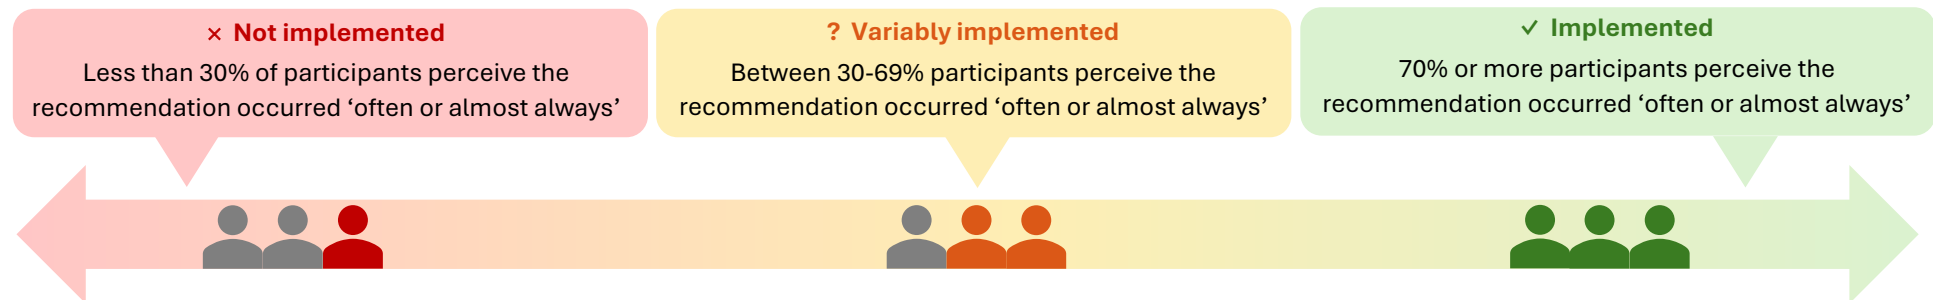 × Not implemented
Less than 30% of participants perceive the
recommendation occurred ‘often or almost always’
? Variably implemented
Between 30-69% participants perceive the
recommendation occurred ‘often or almost always’
✓ Implemented
70% or more participants perceive the
recommendation occurred ‘often or almost always’